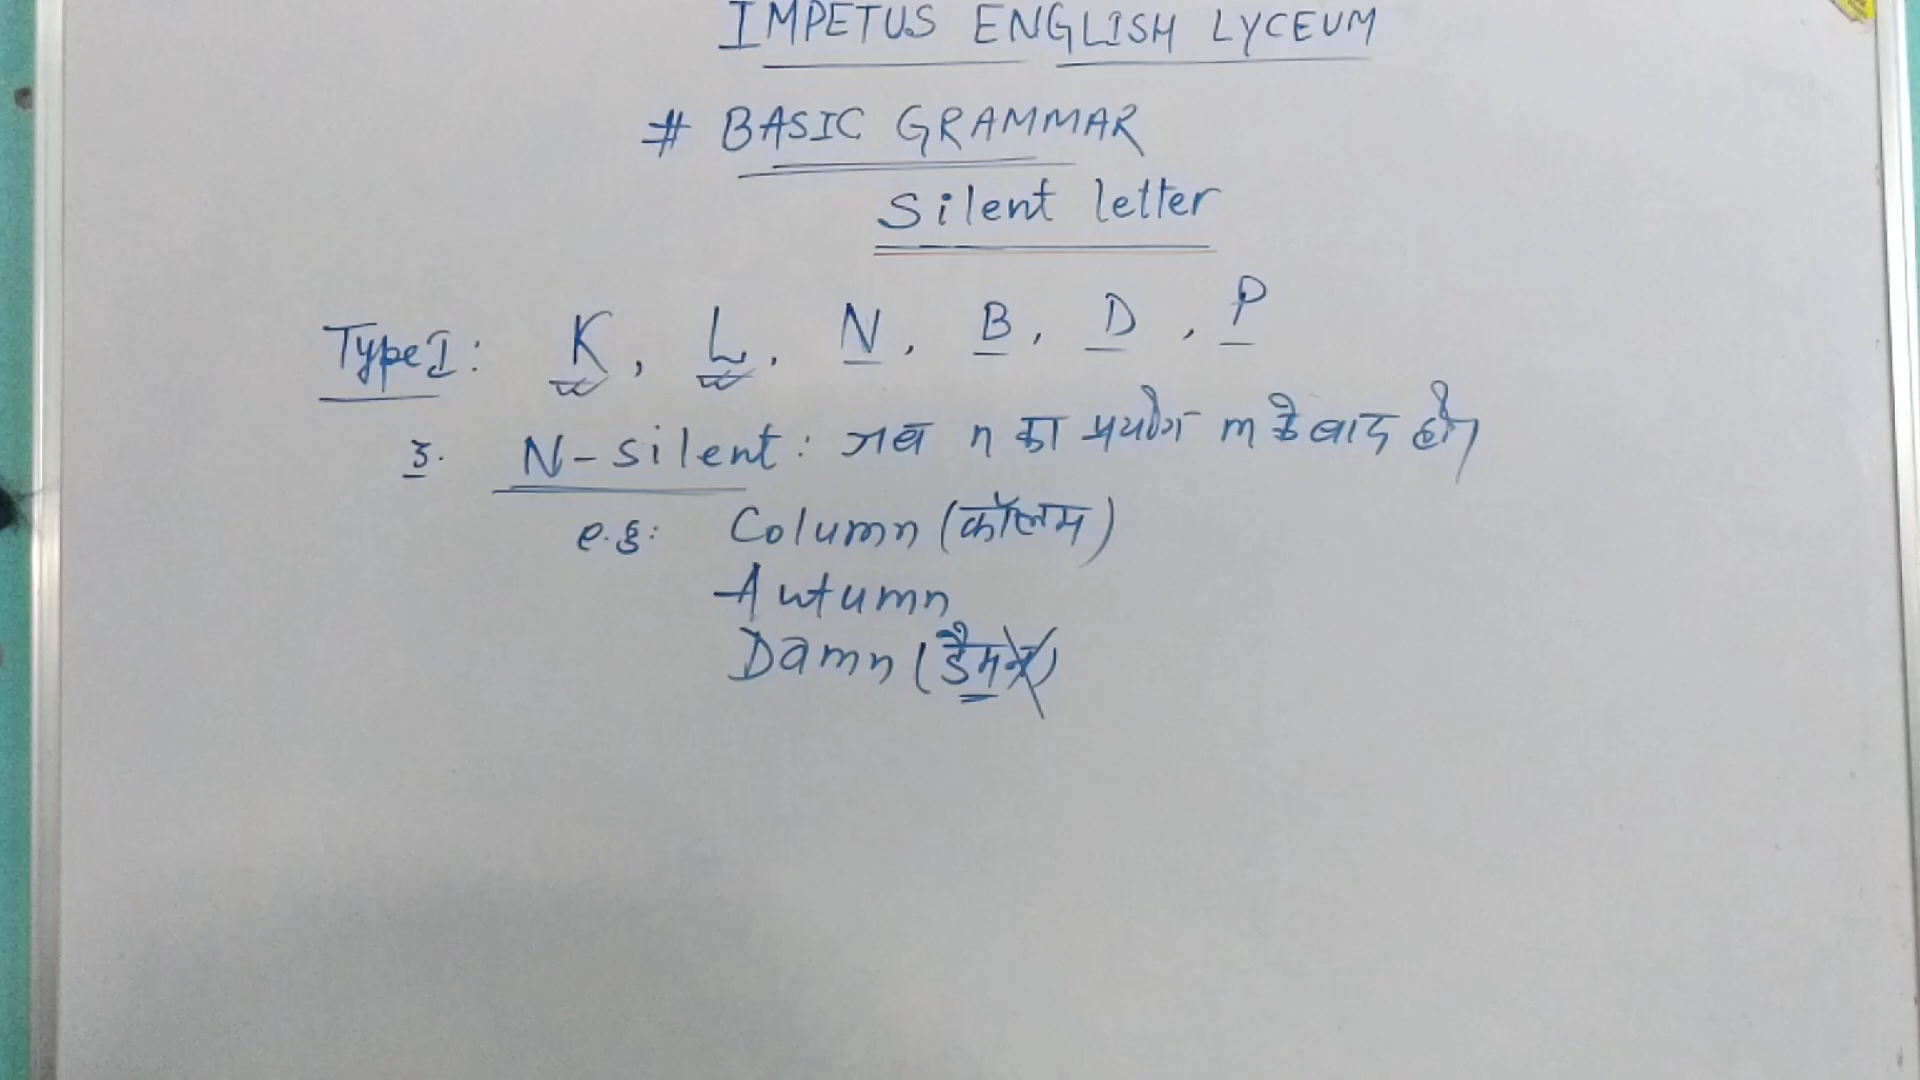 IMPETUS ENGLISH LYCEUM
# BASIC GRAMMAR
Silent letter
Type I: K, L, N, B, D, P
3. N-silent: जब n का प्रयोग m के बाद हो।
e.g: Column (कॉलम)
Autumn
Damn (डैमन)